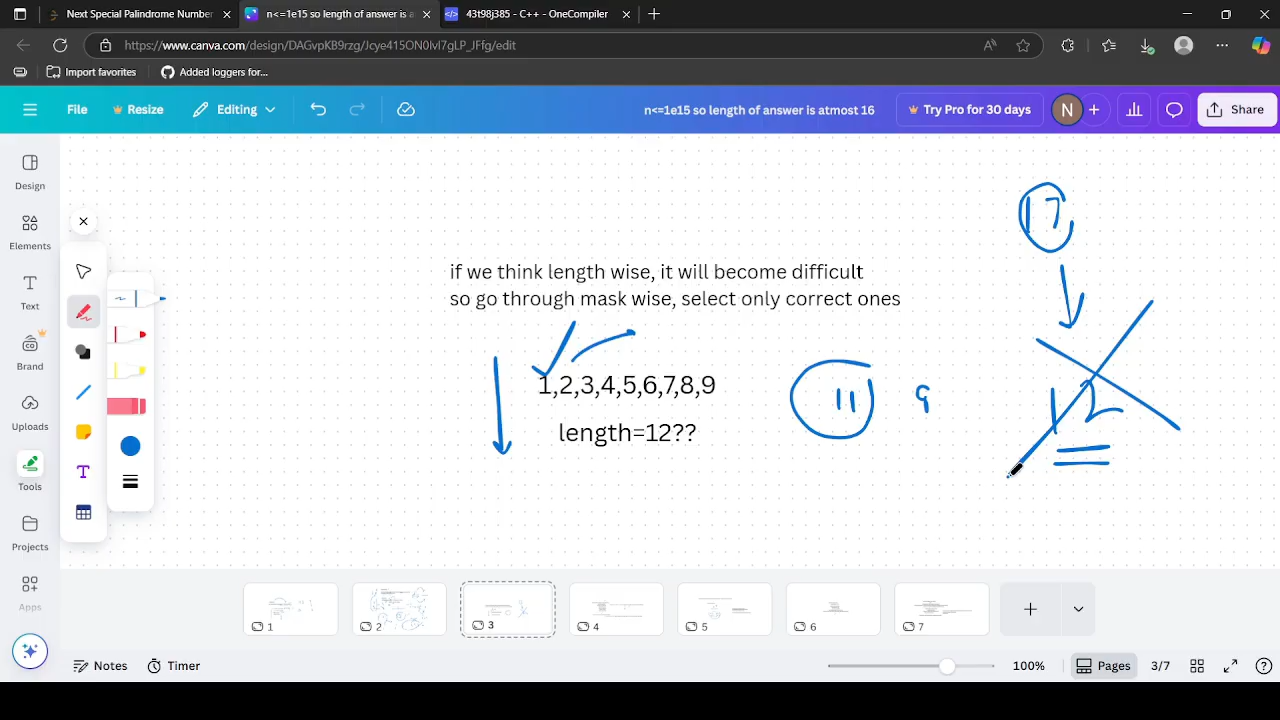 Next Special Palindrome Number
n<=1e15 so length of answer is a
43t98j385 - C++ - OneCompiler
https://www.canva.com/design/DAGvpKB9rzg/Jcye415ON0lvl7gLP_JFfg/edit
Import favorites
Added loggers for...
File
Resize
Editing
n<=1e15 so length of answer is atmost 16
Try Pro for 30 days
N
Share
Design
Elements
Text
Brand
Uploads
Tools
Projects
Apps
17
if we think length wise, it will become difficult
so go through mask wise, select only correct ones
1,2,3,4,5,6,7,8,9
length=12??
11 9
12
1
2
3
4
5
6
7
Notes
Timer
100%
Pages
3/7